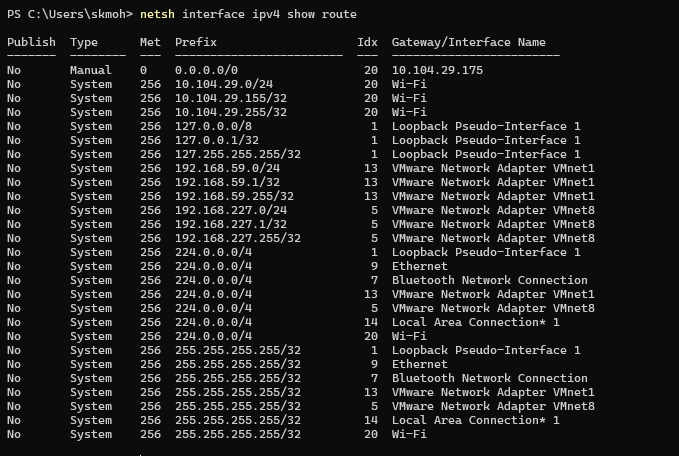 PS C:\Users\skmoh> netsh interface ipv4 show route
Publish  Type      Met  Prefix                    Idx  Gateway/Interface Name
-------  --------  ---  ------------------------  ---  ------------------------
No       Manual    0    0.0.0.0/0                  20  10.104.29.175
No       System    256  10.104.29.0/24             20  Wi-Fi
No       System    256  10.104.29.155/32           20  Wi-Fi
No       System    256  10.104.29.255/32           20  Wi-Fi
No       System    256  127.0.0.0/8                 1  Loopback Pseudo-Interface 1
No       System    256  127.0.0.1/32                1  Loopback Pseudo-Interface 1
No       System    256  127.255.255.255/32          1  Loopback Pseudo-Interface 1
No       System    256  192.168.59.0/24            13  VMware Network Adapter VMnet1
No       System    256  192.168.59.1/32            13  VMware Network Adapter VMnet1
No       System    256  192.168.59.255/32          13  VMware Network Adapter VMnet1
No       System    256  192.168.227.0/24            5  VMware Network Adapter VMnet8
No       System    256  192.168.227.1/32            5  VMware Network Adapter VMnet8
No       System    256  192.168.227.255/32          5  VMware Network Adapter VMnet8
No       System    256  224.0.0.0/4                 1  Loopback Pseudo-Interface 1
No       System    256  224.0.0.0/4                 9  Ethernet
No       System    256  224.0.0.0/4                 7  Bluetooth Network Connection
No       System    256  224.0.0.0/4                13  VMware Network Adapter VMnet1
No       System    256  224.0.0.0/4                 5  VMware Network Adapter VMnet8
No       System    256  224.0.0.0/4                14  Local Area Connection* 1
No       System    256  224.0.0.0/4                20  Wi-Fi
No       System    256  255.255.255.255/32          1  Loopback Pseudo-Interface 1
No       System    256  255.255.255.255/32          9  Ethernet
No       System    256  255.255.255.255/32          7  Bluetooth Network Connection
No       System    256  255.255.255.255/32         13  VMware Network Adapter VMnet1
No       System    256  255.255.255.255/32          5  VMware Network Adapter VMnet8
No       System    256  255.255.255.255/32         14  Local Area Connection* 1
No       System    256  255.255.255.255/32         20  Wi-Fi